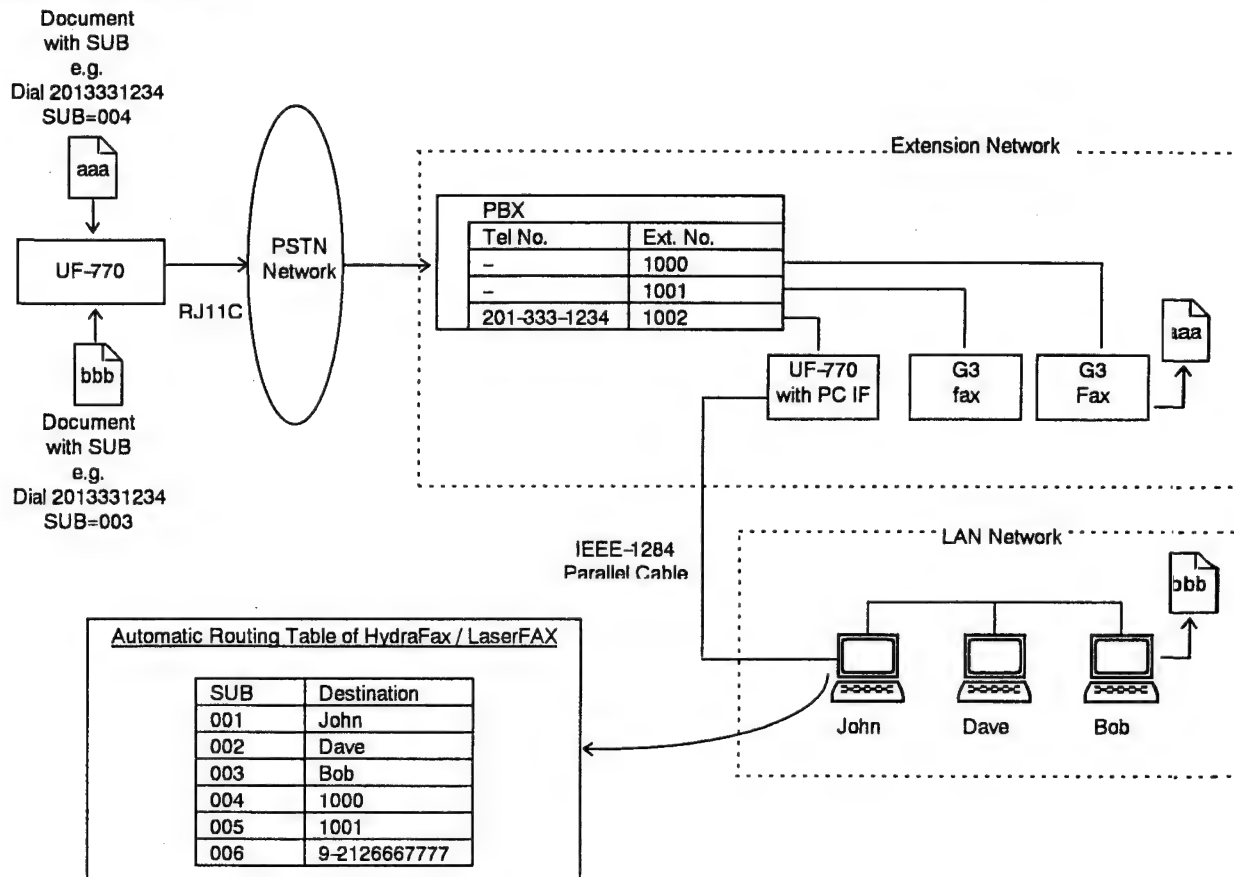 Document
with SUB
e.g.
Dial 2013331234
SUB=004
aaa
UF-770
RJ11C
bbb
Document
with SUB
e.g.
Dial 2013331234
SUB=003
PSTN
Network
Extension Network
PBX
Tel No. Ext. No.
– 1000
– 1001
201-333-1234 1002
UF-770
with PC IF
G3
fax
G3
Fax
aaa
IEEE-1284
Parallel Cable
LAN Network
bbb
John
Dave
Bob
Automatic Routing Table of HydraFax / LaserFAX
SUB Destination
001 John
002 Dave
003 Bob
004 1000
005 1001
006 9-2126667777